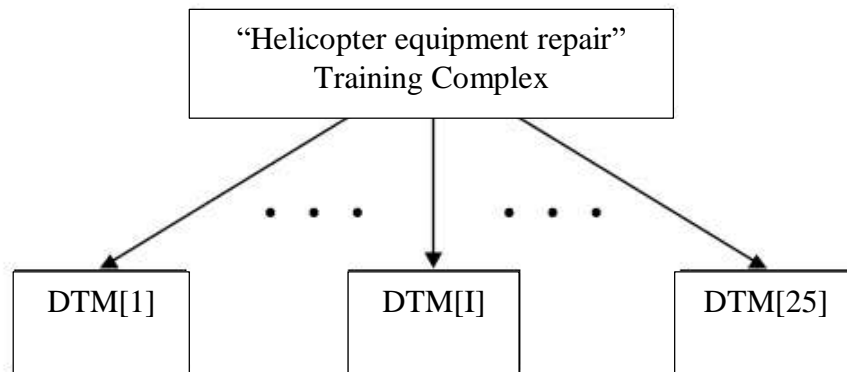 “Helicopter equipment repair”
Training Complex
. . . . . .
DTM[1] DTM[I] DTM[25]